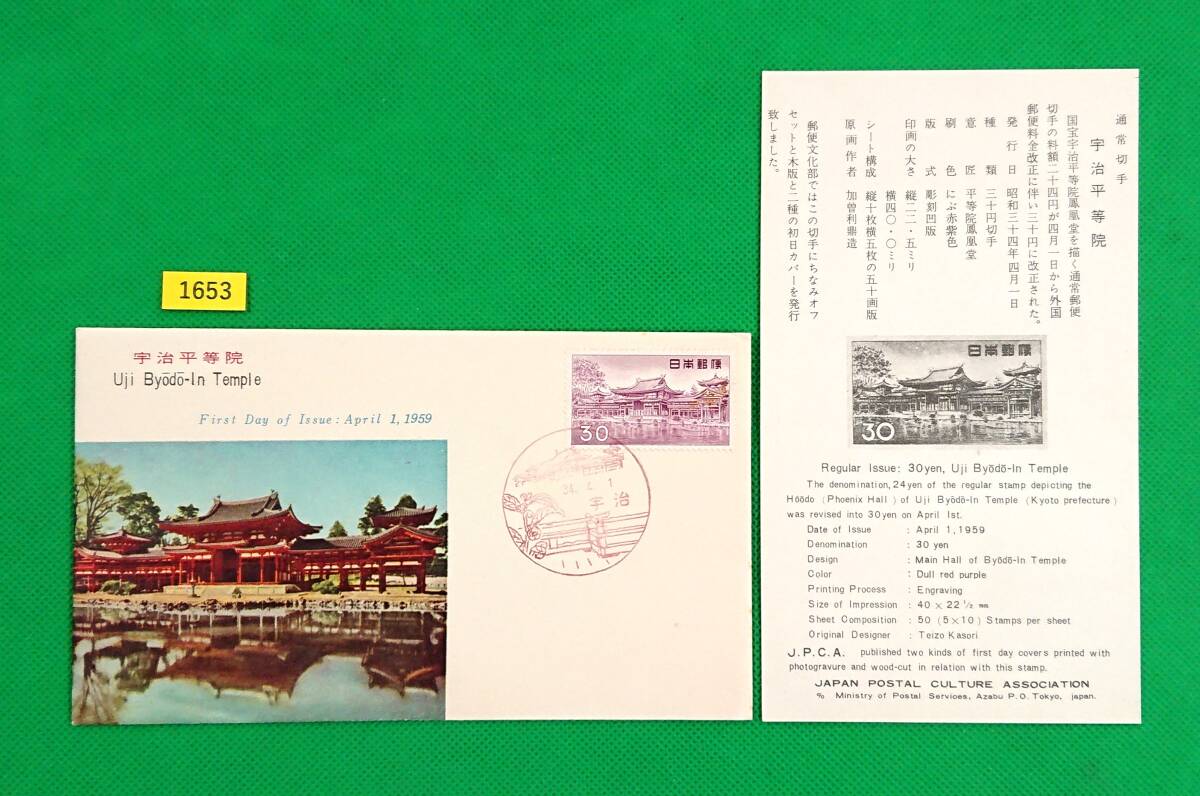 1653
宇治平等院
Uji Byōdō-In Temple
First Day of Issue: April 1, 1959
日本郵便
30
34. 4. 1
宇治
通常切手
宇治平等院
国宝宇治平等院鳳凰堂を描く通常郵便
切手の料額二十四円が四月一日から外国
郵便料金改正に伴い三十円に改正された。
発行日 昭和三十四年四月一日
種類 三十円切手
意匠 平等院鳳凰堂
刷色 にぶ赤紫色
版式 彫刻凹版
印画の大さ 縦二二・五ミリ
横四〇・〇ミリ
シート構成 縦十枚横五枚の五十画版
原画作者 加曽利鼎造
郵便文化部ではこの切手にちなみオフ
セットと木版と二種の初日カバーを発行
致しました。
日本郵便
30
Regular Issue: 30yen, Uji Byōdō-In Temple
The denomination, 24yen of the regular stamp depicting the
Hōōdo (Phoenix Hall) of Uji Byōdō-In Temple (Kyoto prefecture)
was revised into 30yen on April 1st.
Date of Issue : April 1, 1959
Denomination : 30 yen
Design : Main Hall of Byōdō-In Temple
Color : Dull red purple
Printing Process : Engraving
Size of Impression : 40 × 22 1/2 mm
Sheet Composition : 50 (5×10) Stamps per sheet
Original Designer : Teizo Kasori
J.P.C.A. published two kinds of first day covers printed with
photogravure and wood-cut in relation with this stamp.
JAPAN POSTAL CULTURE ASSOCIATION
% Ministry of Postal Services, Azabu P.O. Tokyo, japan.